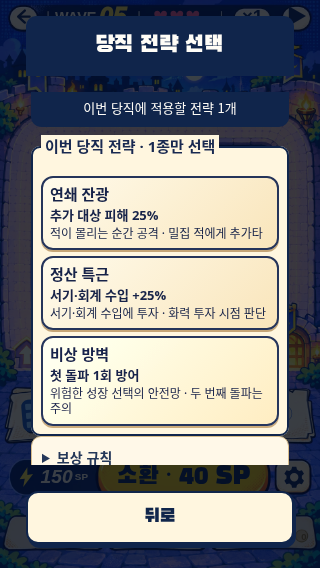 WAVE 05
×1
당직 전략 선택
이번 당직에 적용할 전략 1개
이번 당직 전략 · 1종만 선택
연쇄 잔광
추가 대상 피해 25%
적이 몰리는 순간 공격 · 밀집 적에게 추가타
정산 특근
서기·회계 수입 +25%
서기·회계 수입에 투자 · 화력 투자 시점 판단
비상 방벽
첫 돌파 1회 방어
위험한 성장 선택의 안전망 · 두 번째 돌파는
주의
▶ 보상 규칙
150 SP
소환 · 40 SP
뒤로